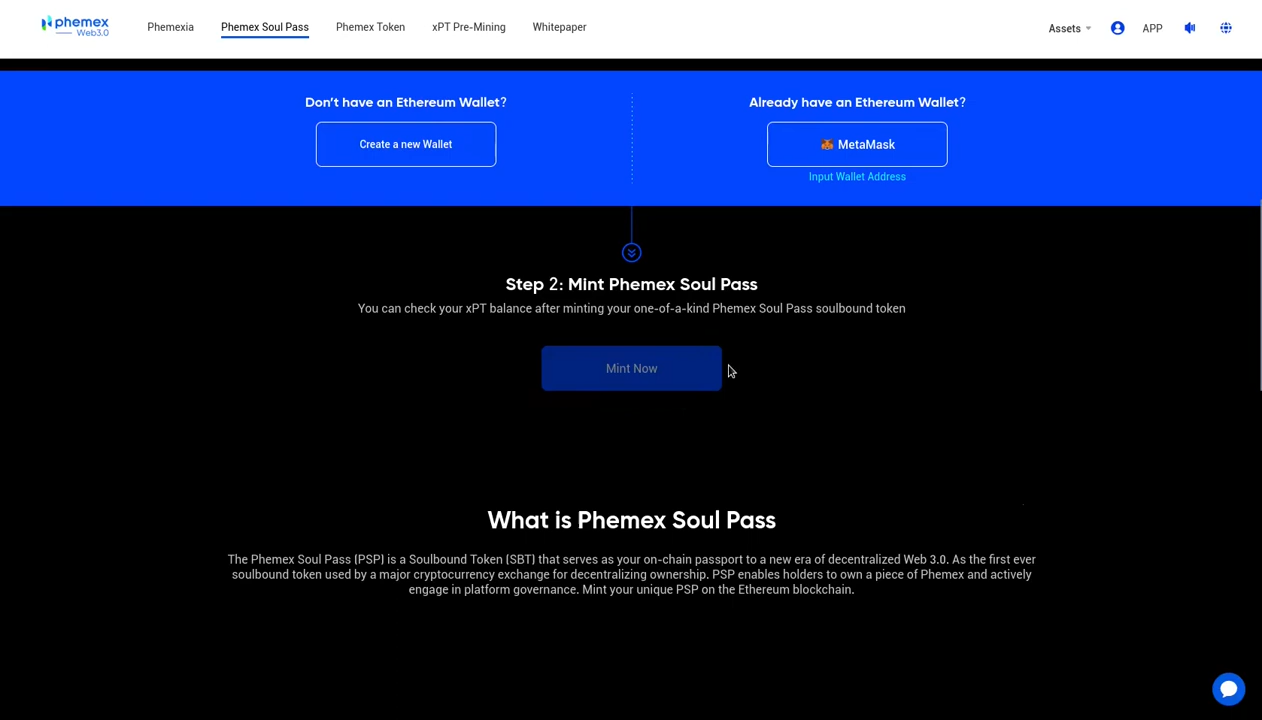 phemex
Web3.0
Phemexia
Phemex Soul Pass
Phemex Token
xPT Pre-Mining
Whitepaper
Assets
APP
Don't have an Ethereum Wallet?
Create a new Wallet
Already have an Ethereum Wallet?
MetaMask
Input Wallet Address
Step 2: Mint Phemex Soul Pass
You can check your xPT balance after minting your one-of-a-kind Phemex Soul Pass soulbound token
Mint Now
What is Phemex Soul Pass
The Phemex Soul Pass (PSP) is a Soulbound Token (SBT) that serves as your on-chain passport to a new era of decentralized Web 3.0. As the first ever
soulbound token used by a major cryptocurrency exchange for decentralizing ownership. PSP enables holders to own a piece of Phemex and actively
engage in platform governance. Mint your unique PSP on the Ethereum blockchain.